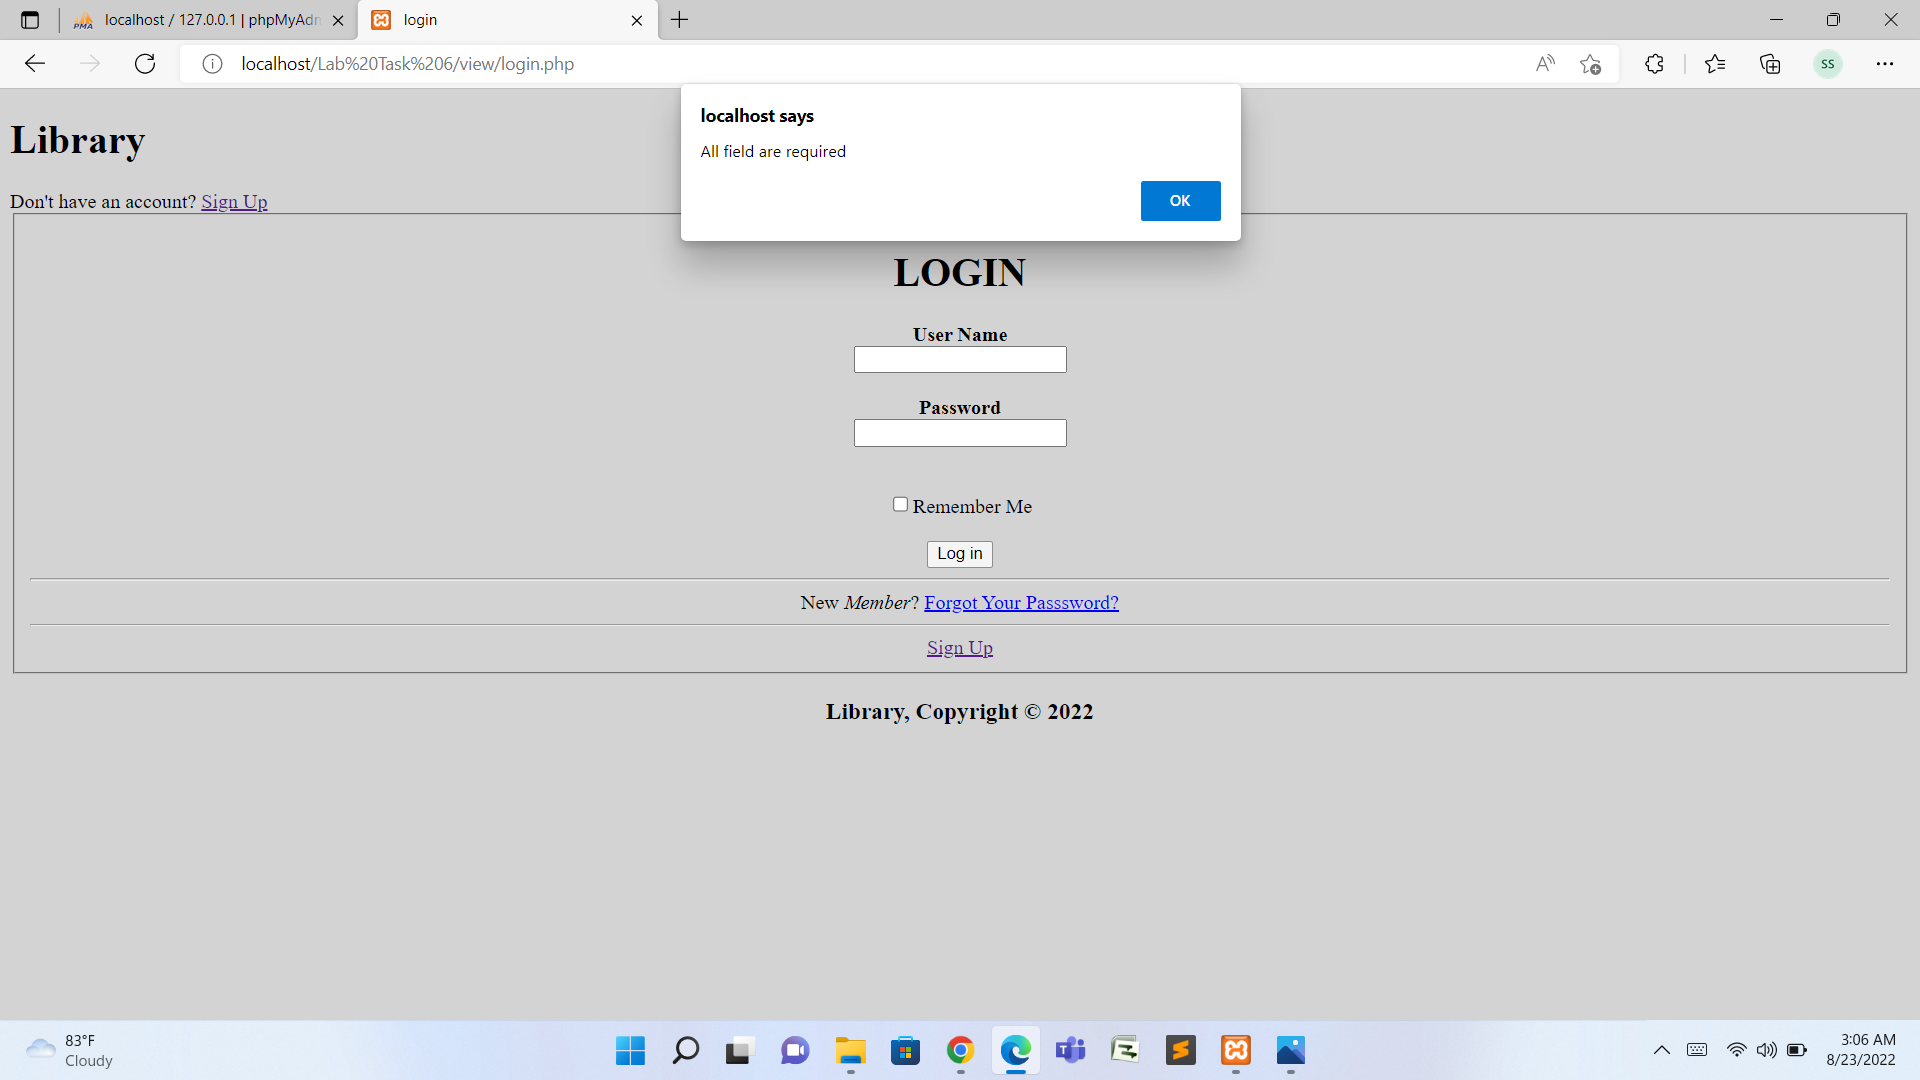 PMA localhost / 127.0.0.1 | phpMyAdn
login
localhost/Lab%20Task%206/view/login.php
SS
localhost says
All field are required
OK
Library
Don't have an account? Sign Up
LOGIN
User Name
Password
Remember Me
Log in
New Member? Forgot Your Passsword?
Sign Up
Library, Copyright © 2022
83°F
Cloudy
3:06 AM
8/23/2022